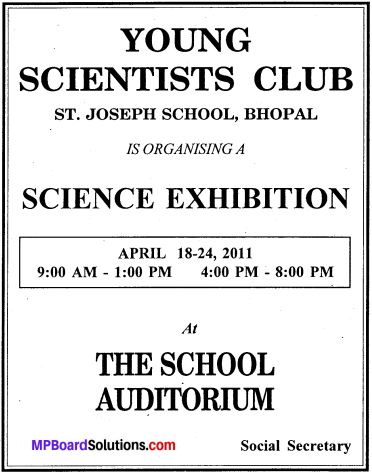 YOUNG
SCIENTISTS CLUB
ST. JOSEPH SCHOOL, BHOPAL
IS ORGANISING A
SCIENCE EXHIBITION
APRIL 18-24, 2011
9:00 AM - 1:00 PM 4:00 PM - 8:00 PM
At
THE SCHOOL
AUDITORIUM
MPBoardSolutions.com Social Secretary